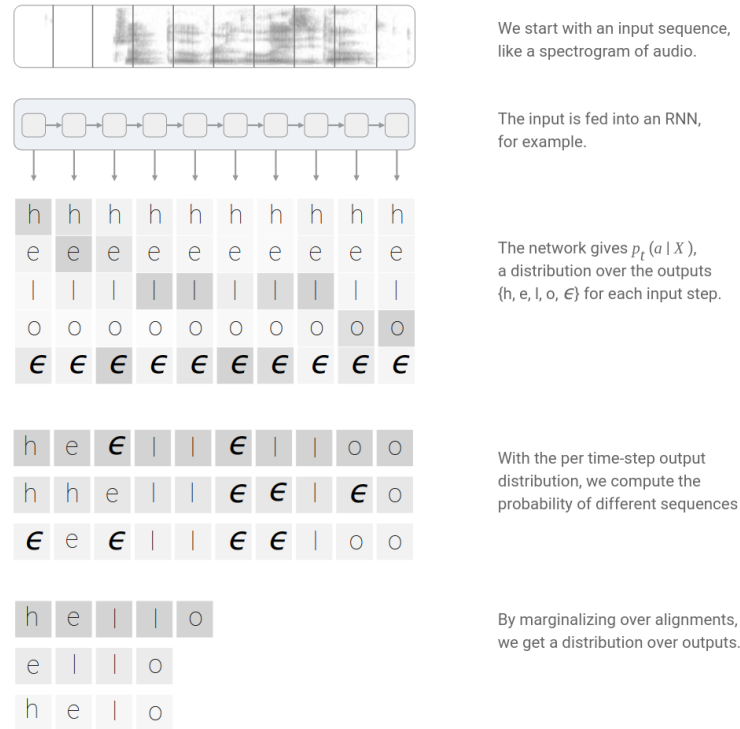 We start with an input sequence,
like a spectrogram of audio.
The input is fed into an RNN,
for example.
h h h h h h h h h h
e e e e e e e e e e
l l l l l l l l l l
o o o o o o o o o o
ϵ ϵ ϵ ϵ ϵ ϵ ϵ ϵ ϵ ϵ
The network gives pₜ (a | X),
a distribution over the outputs
{h, e, l, o, ϵ} for each input step.
h e ϵ l l ϵ l l o o
h h e l l ϵ ϵ l ϵ o
ϵ e ϵ l l ϵ ϵ l o o
With the per time-step output
distribution, we compute the
probability of different sequences
h e l l o
e l l o
h e l o
By marginalizing over alignments,
we get a distribution over outputs.